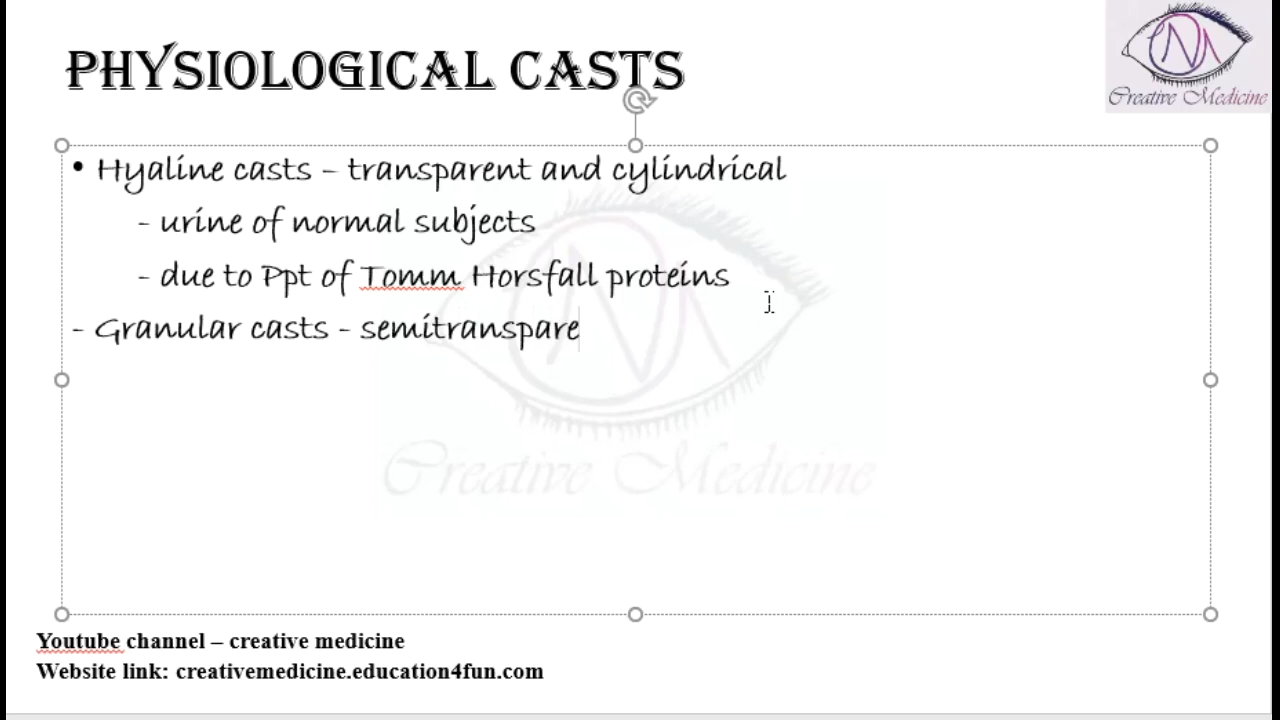 PHYSIOLOGICAL CASTS
Creative Medicine
• Hyaline casts – transparent and cylindrical
- urine of normal subjects
- due to Ppt of Tomm Horsfall proteins
- Granular casts - semitranspare
Creative Medicine
Youtube channel – creative medicine
Website link: creativemedicine.education4fun.com